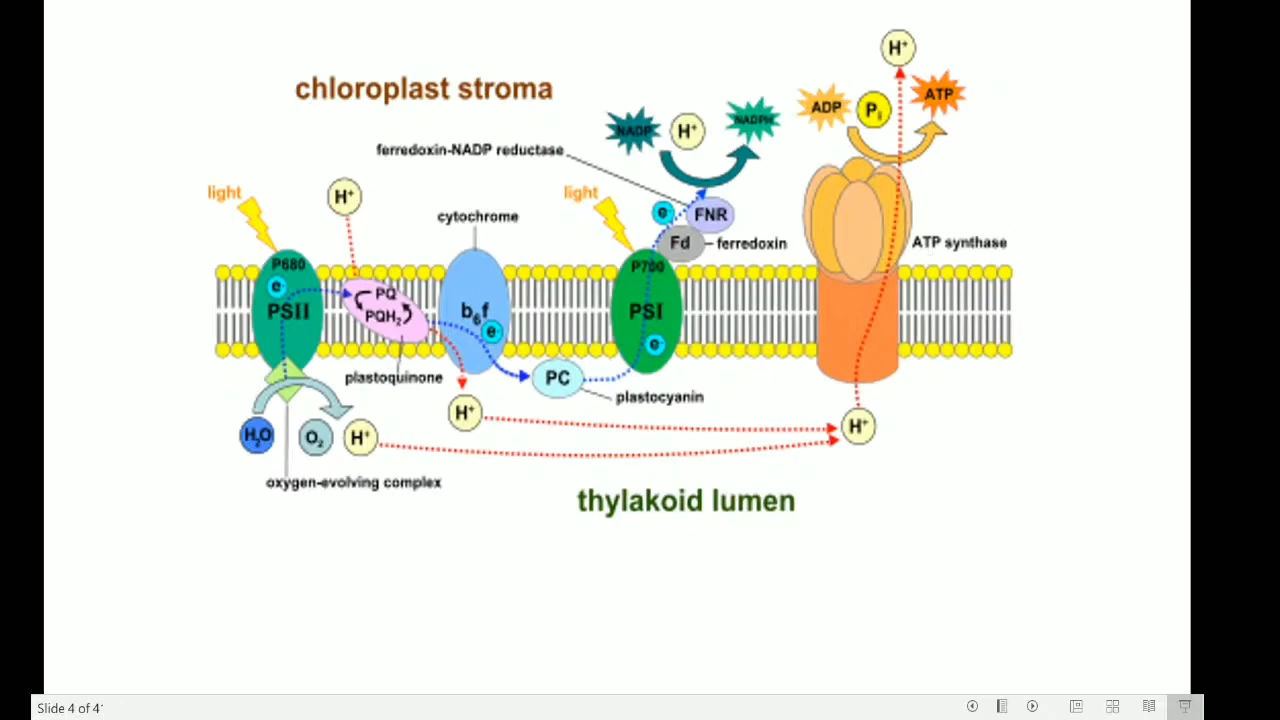 H⁺
chloroplast stroma
ADP
Pᵢ
ATP
NADP
H⁺
NADPH
ferredoxin-NADP reductase
light
H⁺
light
cytochrome
e⁻
FNR
Fd
ferredoxin
ATP synthase
P680
P700
e⁻
PQ
PSII
PQH₂
b₆f
PSI
e⁻
e⁻
plastoquinone
PC
plastocyanin
H⁺
H⁺
H₂O
O₂
H⁺
oxygen-evolving complex
thylakoid lumen
Slide 4 of 4